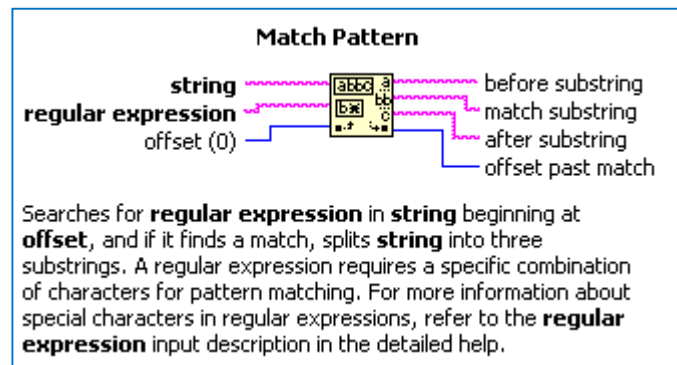 Match Pattern
string
regular expression
offset (0)
abbc
b*
a
bb
c
before substring
match substring
after substring
offset past match
Searches for regular expression in string beginning at
offset, and if it finds a match, splits string into three
substrings. A regular expression requires a specific combination
of characters for pattern matching. For more information about
special characters in regular expressions, refer to the regular
expression input description in the detailed help.